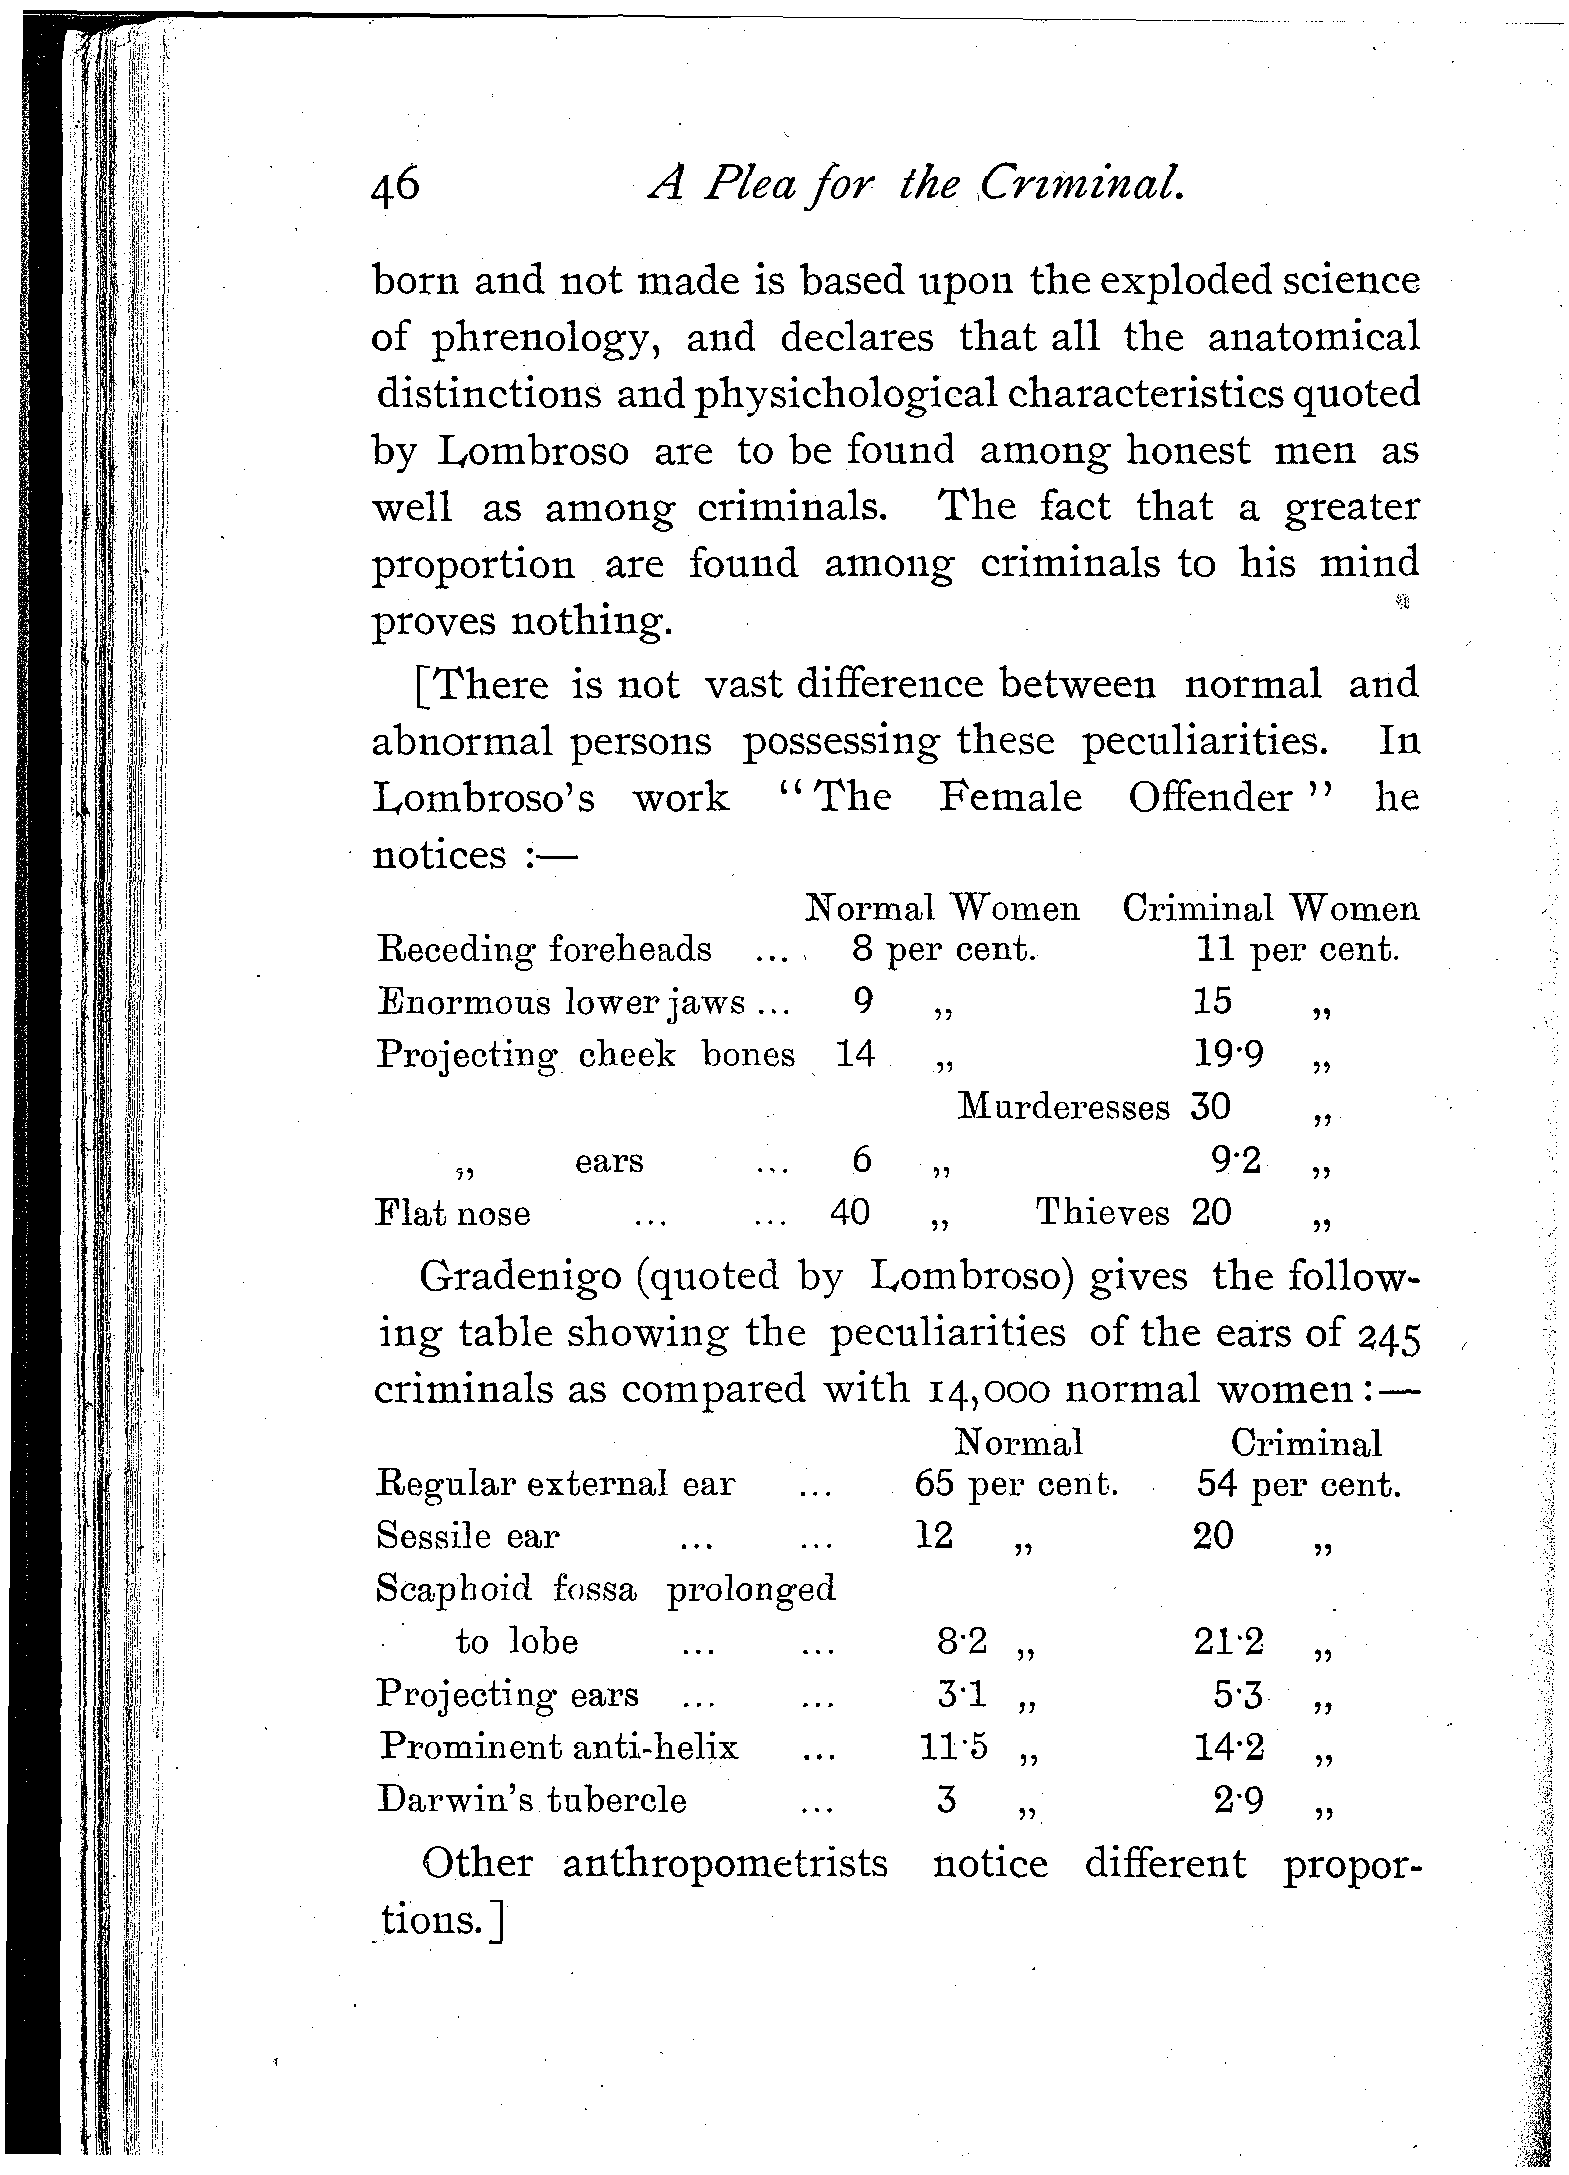 46 A Plea for the Criminal.
born and not made is based upon the exploded science
of phrenology, and declares that all the anatomical
distinctions and physichological characteristics quoted
by Lombroso are to be found among honest men as
well as among criminals. The fact that a greater
proportion are found among criminals to his mind
proves nothing.
[There is not vast difference between normal and
abnormal persons possessing these peculiarities. In
Lombroso's work "The Female Offender" he
notices :—
Normal Women Criminal Women
Receding foreheads ... 8 per cent. 11 per cent.
Enormous lower jaws ... 9 ,, 15 ,,
Projecting cheek bones 14 ,, 19·9 ,,
Murderesses 30 ,,
,, ears ... 6 ,, 9·2 ,,
Flat nose ... ... 40 ,, Thieves 20 ,,
Gradenigo (quoted by Lombroso) gives the follow-
ing table showing the peculiarities of the ears of 245
criminals as compared with 14,000 normal women :—
Normal Criminal
Regular external ear ... 65 per cent. 54 per cent.
Sessile ear ... ... 12 ,, 20 ,,
Scaphoid fossa prolonged
to lobe ... ... 8·2 ,, 21·2 ,,
Projecting ears ... ... 3·1 ,, 5·3 ,,
Prominent anti-helix ... 11·5 ,, 14·2 ,,
Darwin's tubercle ... 3 ,, 2·9 ,,
Other anthropometrists notice different propor-
tions.]